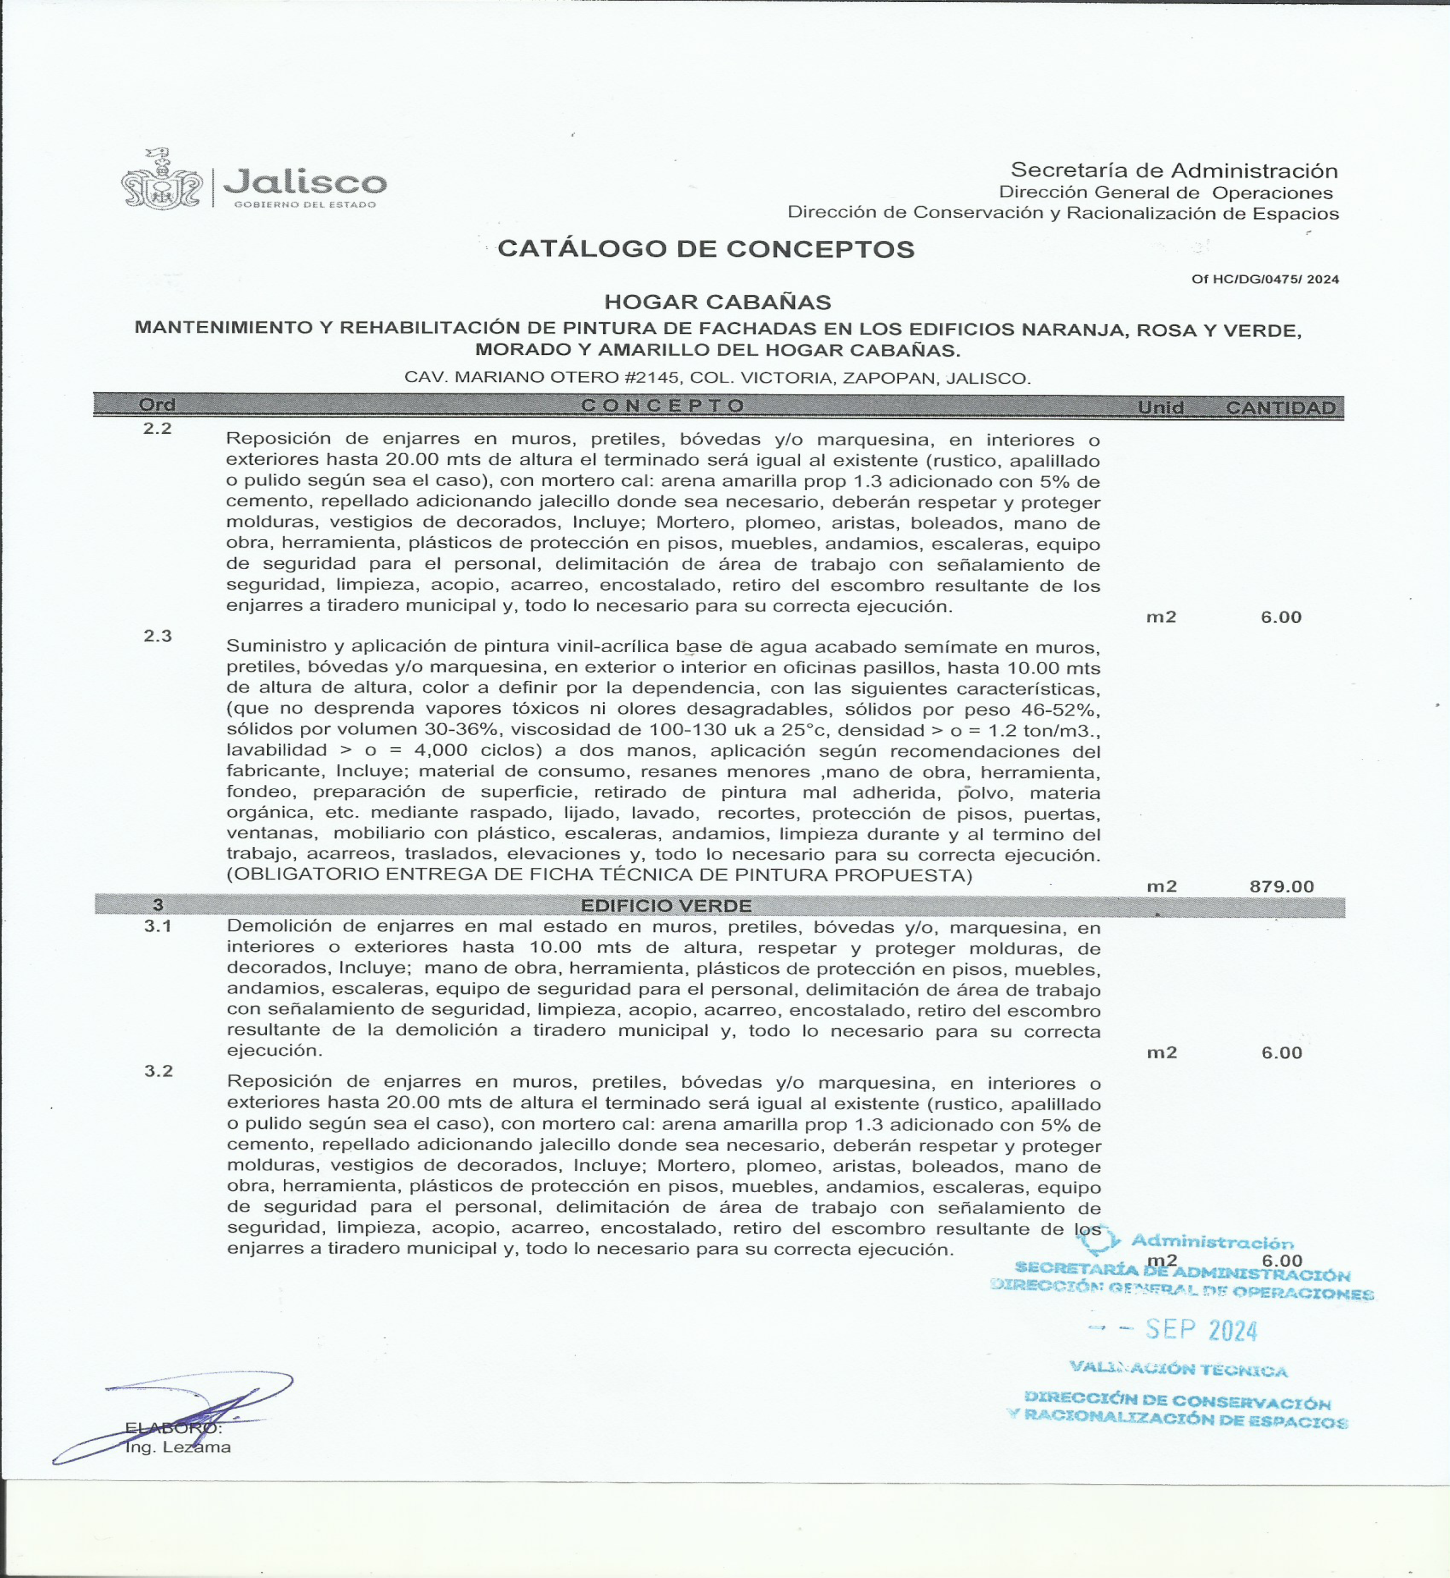 Jalisco
GOBIERNO DEL ESTADO
Secretaría de Administración
Dirección General de Operaciones
Dirección de Conservación y Racionalización de Espacios
CATÁLOGO DE CONCEPTOS
Of HC/DG/0475/ 2024
HOGAR CABAÑAS
MANTENIMIENTO Y REHABILITACIÓN DE PINTURA DE FACHADAS EN LOS EDIFICIOS NARANJA, ROSA Y VERDE,
MORADO Y AMARILLO DEL HOGAR CABAÑAS.
CAV. MARIANO OTERO #2145, COL. VICTORIA, ZAPOPAN, JALISCO.
Ord CONCEPTO Unid CANTIDAD
2.2
Reposición de enjarres en muros, pretiles, bóvedas y/o marquesina, en interiores o
exteriores hasta 20.00 mts de altura el terminado será igual al existente (rustico, apalillado
o pulido según sea el caso), con mortero cal: arena amarilla prop 1.3 adicionado con 5% de
cemento, repellado adicionando jalecillo donde sea necesario, deberán respetar y proteger
molduras, vestigios de decorados, Incluye; Mortero, plomeo, aristas, boleados, mano de
obra, herramienta, plásticos de protección en pisos, muebles, andamios, escaleras, equipo
de seguridad para el personal, delimitación de área de trabajo con señalamiento de
seguridad, limpieza, acopio, acarreo, encostalado, retiro del escombro resultante de los
enjarres a tiradero municipal y, todo lo necesario para su correcta ejecución.
m2 6.00
2.3
Suministro y aplicación de pintura vinil-acrílica base de agua acabado semímate en muros,
pretiles, bóvedas y/o marquesina, en exterior o interior en oficinas pasillos, hasta 10.00 mts
de altura de altura, color a definir por la dependencia, con las siguientes características,
(que no desprenda vapores tóxicos ni olores desagradables, sólidos por peso 46-52%,
sólidos por volumen 30-36%, viscosidad de 100-130 uk a 25°c, densidad > o = 1.2 ton/m3.,
lavabilidad > o = 4,000 ciclos) a dos manos, aplicación según recomendaciones del
fabricante, Incluye; material de consumo, resanes menores ,mano de obra, herramienta,
fondeo, preparación de superficie, retirado de pintura mal adherida, polvo, materia
orgánica, etc. mediante raspado, lijado, lavado, recortes, protección de pisos, puertas,
ventanas, mobiliario con plástico, escaleras, andamios, limpieza durante y al termino del
trabajo, acarreos, traslados, elevaciones y, todo lo necesario para su correcta ejecución.
(OBLIGATORIO ENTREGA DE FICHA TÉCNICA DE PINTURA PROPUESTA)
m2 879.00
3 EDIFICIO VERDE
3.1
Demolición de enjarres en mal estado en muros, pretiles, bóvedas y/o, marquesina, en
interiores o exteriores hasta 10.00 mts de altura, respetar y proteger molduras, de
decorados, Incluye; mano de obra, herramienta, plásticos de protección en pisos, muebles,
andamios, escaleras, equipo de seguridad para el personal, delimitación de área de trabajo
con señalamiento de seguridad, limpieza, acopio, acarreo, encostalado, retiro del escombro
resultante de la demolición a tiradero municipal y, todo lo necesario para su correcta
ejecución.
m2 6.00
3.2
Reposición de enjarres en muros, pretiles, bóvedas y/o marquesina, en interiores o
exteriores hasta 20.00 mts de altura el terminado será igual al existente (rustico, apalillado
o pulido según sea el caso), con mortero cal: arena amarilla prop 1.3 adicionado con 5% de
cemento, repellado adicionando jalecillo donde sea necesario, deberán respetar y proteger
molduras, vestigios de decorados, Incluye; Mortero, plomeo, aristas, boleados, mano de
obra, herramienta, plásticos de protección en pisos, muebles, andamios, escaleras, equipo
de seguridad para el personal, delimitación de área de trabajo con señalamiento de
seguridad, limpieza, acopio, acarreo, encostalado, retiro del escombro resultante de los
enjarres a tiradero municipal y, todo lo necesario para su correcta ejecución.
m2 6.00
Administración
SECRETARÍA DE ADMINISTRACIÓN
DIRECCIÓN GENERAL DE OPERACIONES
- - SEP 2024
VALIDACIÓN TÉCNICA
DIRECCIÓN DE CONSERVACIÓN
Y RACIONALIZACIÓN DE ESPACIOS
ELABORO:
Ing. Lezama